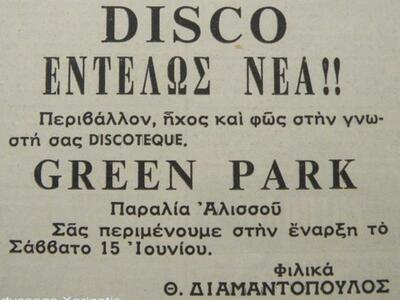 DISCO
ΕΝΤΕΛΩΣ ΝΕΑ!!
Περιβάλλον, ἦχος καὶ φῶς στὴν γνω-
στή σας DISCOTEQUE.
GREEN PARK
Παραλία Ἀλισσοῦ
Σᾶς περιμένουμε στὴν ἔναρξη τὸ
Σάββατο 15 Ἰουνίου.
φιλικά
Θ. ΔΙΑΜΑΝΤΟΠΟΥΛΟΣ